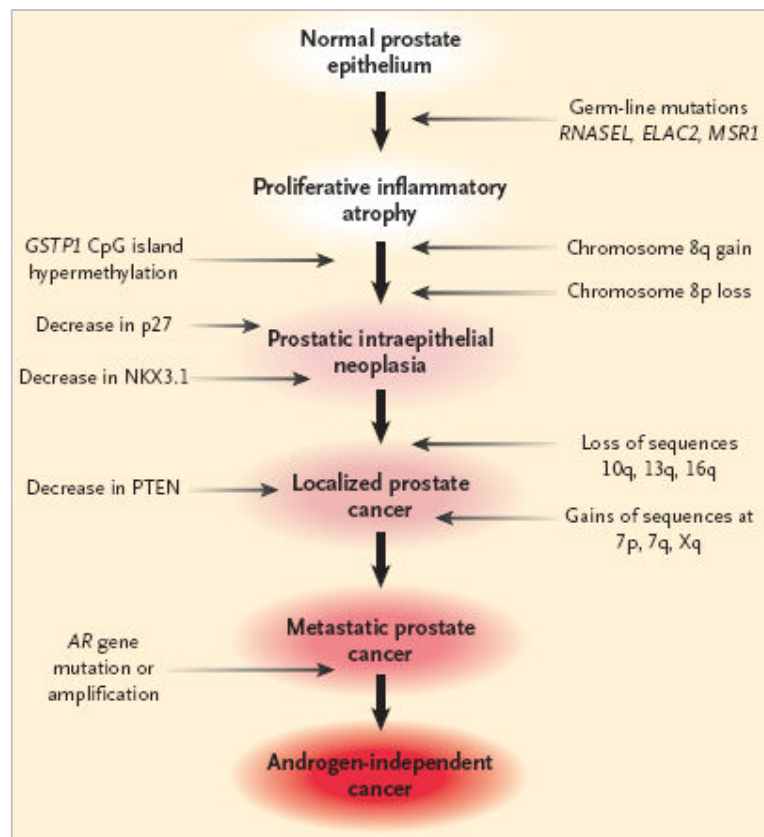 Normal prostate
epithelium
Germ-line mutations
RNASEL, ELAC2, MSR1
Proliferative inflammatory
atrophy
GSTP1 CpG island
hypermethylation
Chromosome 8q gain
Chromosome 8p loss
Decrease in p27
Prostatic intraepithelial
neoplasia
Decrease in NKX3.1
Loss of sequences
10q, 13q, 16q
Decrease in PTEN
Localized prostate
cancer
Gains of sequences at
7p, 7q, Xq
Metastatic prostate
cancer
AR gene
mutation or
amplification
Androgen-independent
cancer